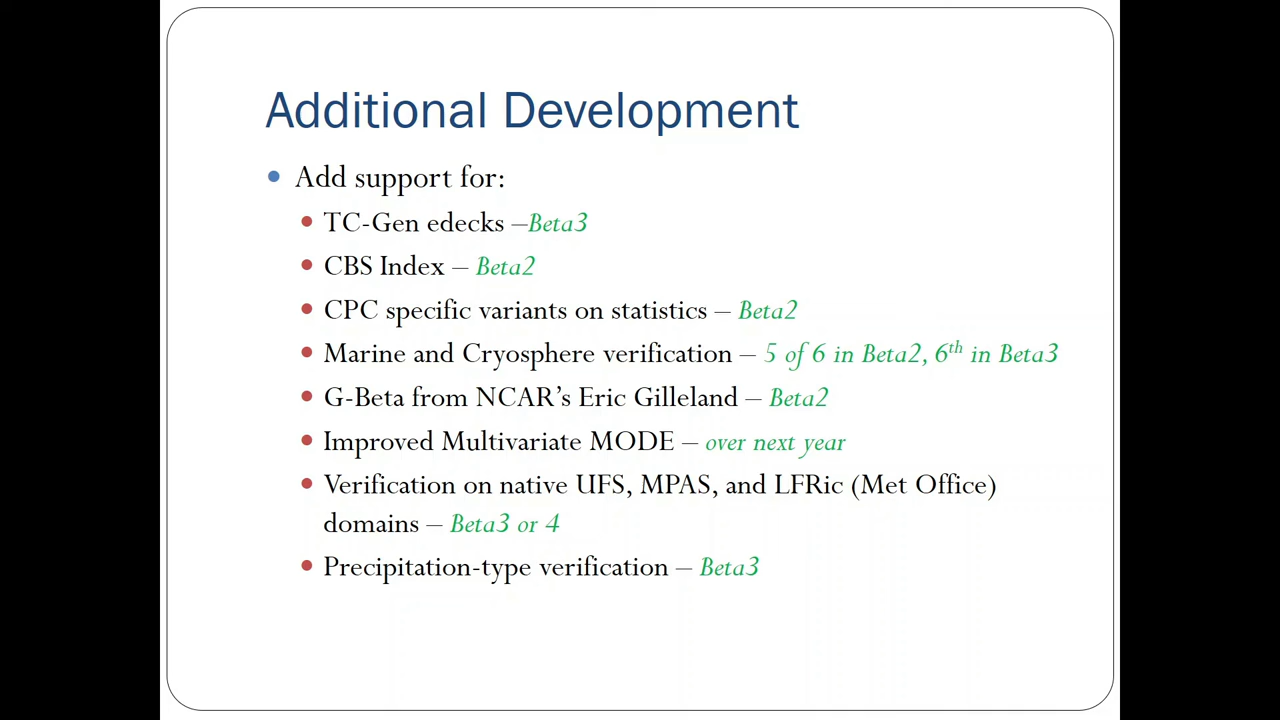 Additional Development
• Add support for:
• TC-Gen edecks –Beta3
• CBS Index – Beta2
• CPC specific variants on statistics – Beta2
• Marine and Cryosphere verification – 5 of 6 in Beta2, 6th in Beta3
• G-Beta from NCAR’s Eric Gilleland – Beta2
• Improved Multivariate MODE – over next year
• Verification on native UFS, MPAS, and LFRic (Met Office)
domains – Beta3 or 4
• Precipitation-type verification – Beta3